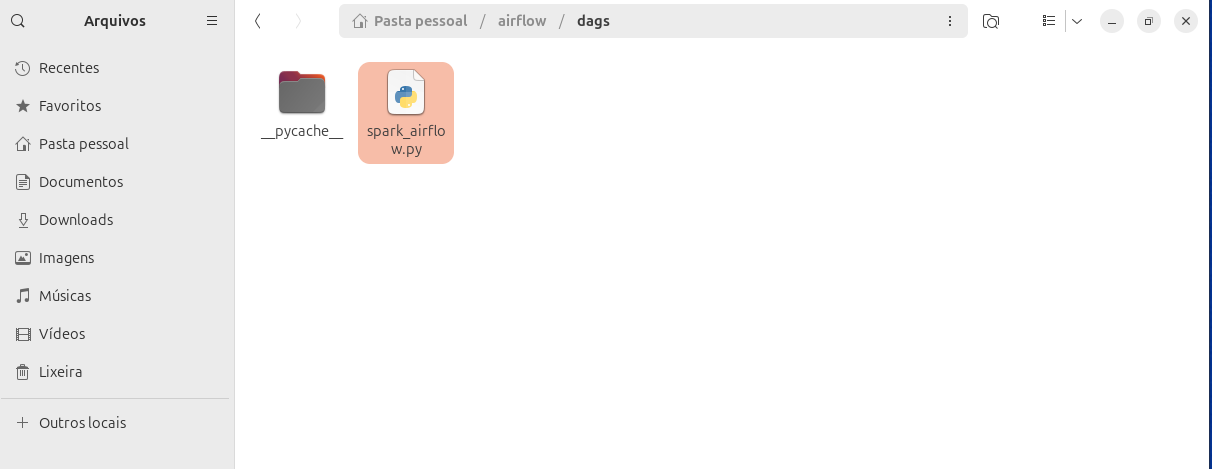 Arquivos
Pasta pessoal / airflow / dags
Recentes
Favoritos
Pasta pessoal
Documentos
Downloads
Imagens
Músicas
Vídeos
Lixeira
Outros locais
__pycache__
spark_airflo
w.py